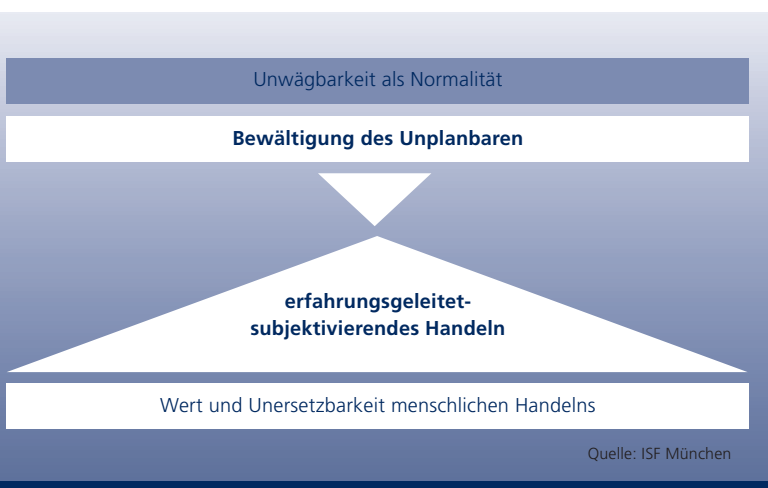 Unwägbarkeit als Normalität
Bewältigung des Unplanbaren
erfahrungsgeleitet-
subjektivierendes Handeln
Wert und Unersetzbarkeit menschlichen Handelns
Quelle: ISF München